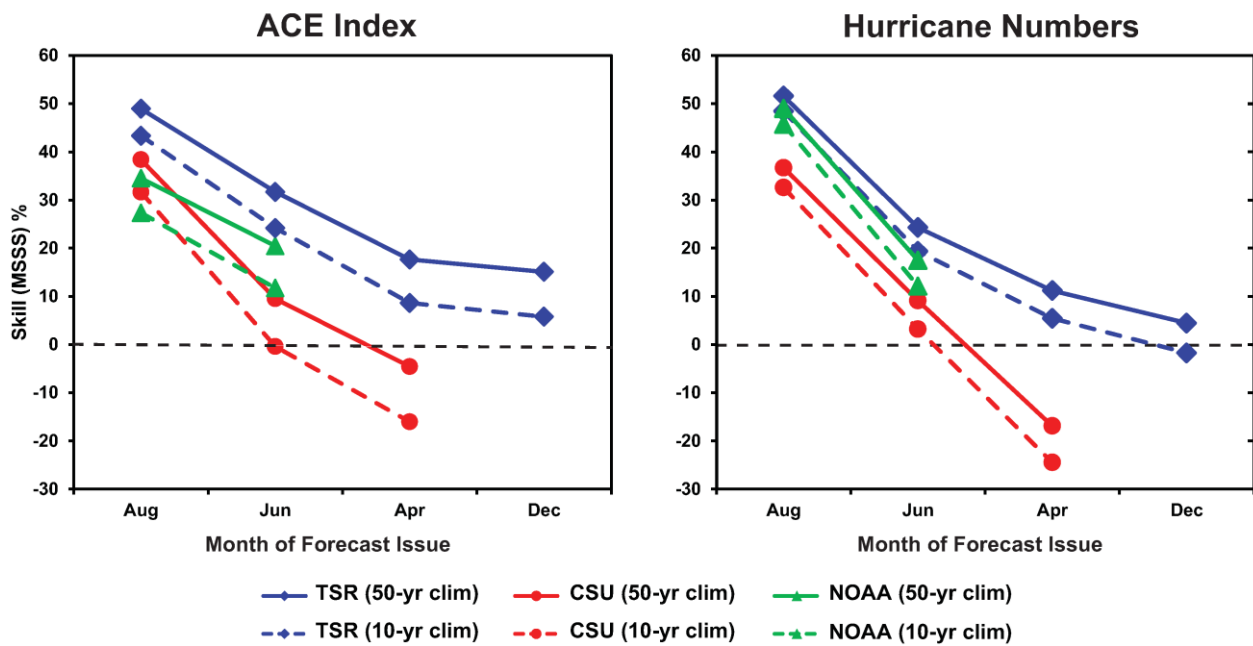 ACE Index
Hurricane Numbers
Skill (MSSS) %
60
50
40
30
20
10
0
-10
-20
-30
60
50
40
30
20
10
0
-10
-20
-30
Aug Jun Apr Dec
Aug Jun Apr Dec
Month of Forecast Issue
Month of Forecast Issue
TSR (50-yr clim) CSU (50-yr clim) NOAA (50-yr clim)
TSR (10-yr clim) CSU (10-yr clim) NOAA (10-yr clim)